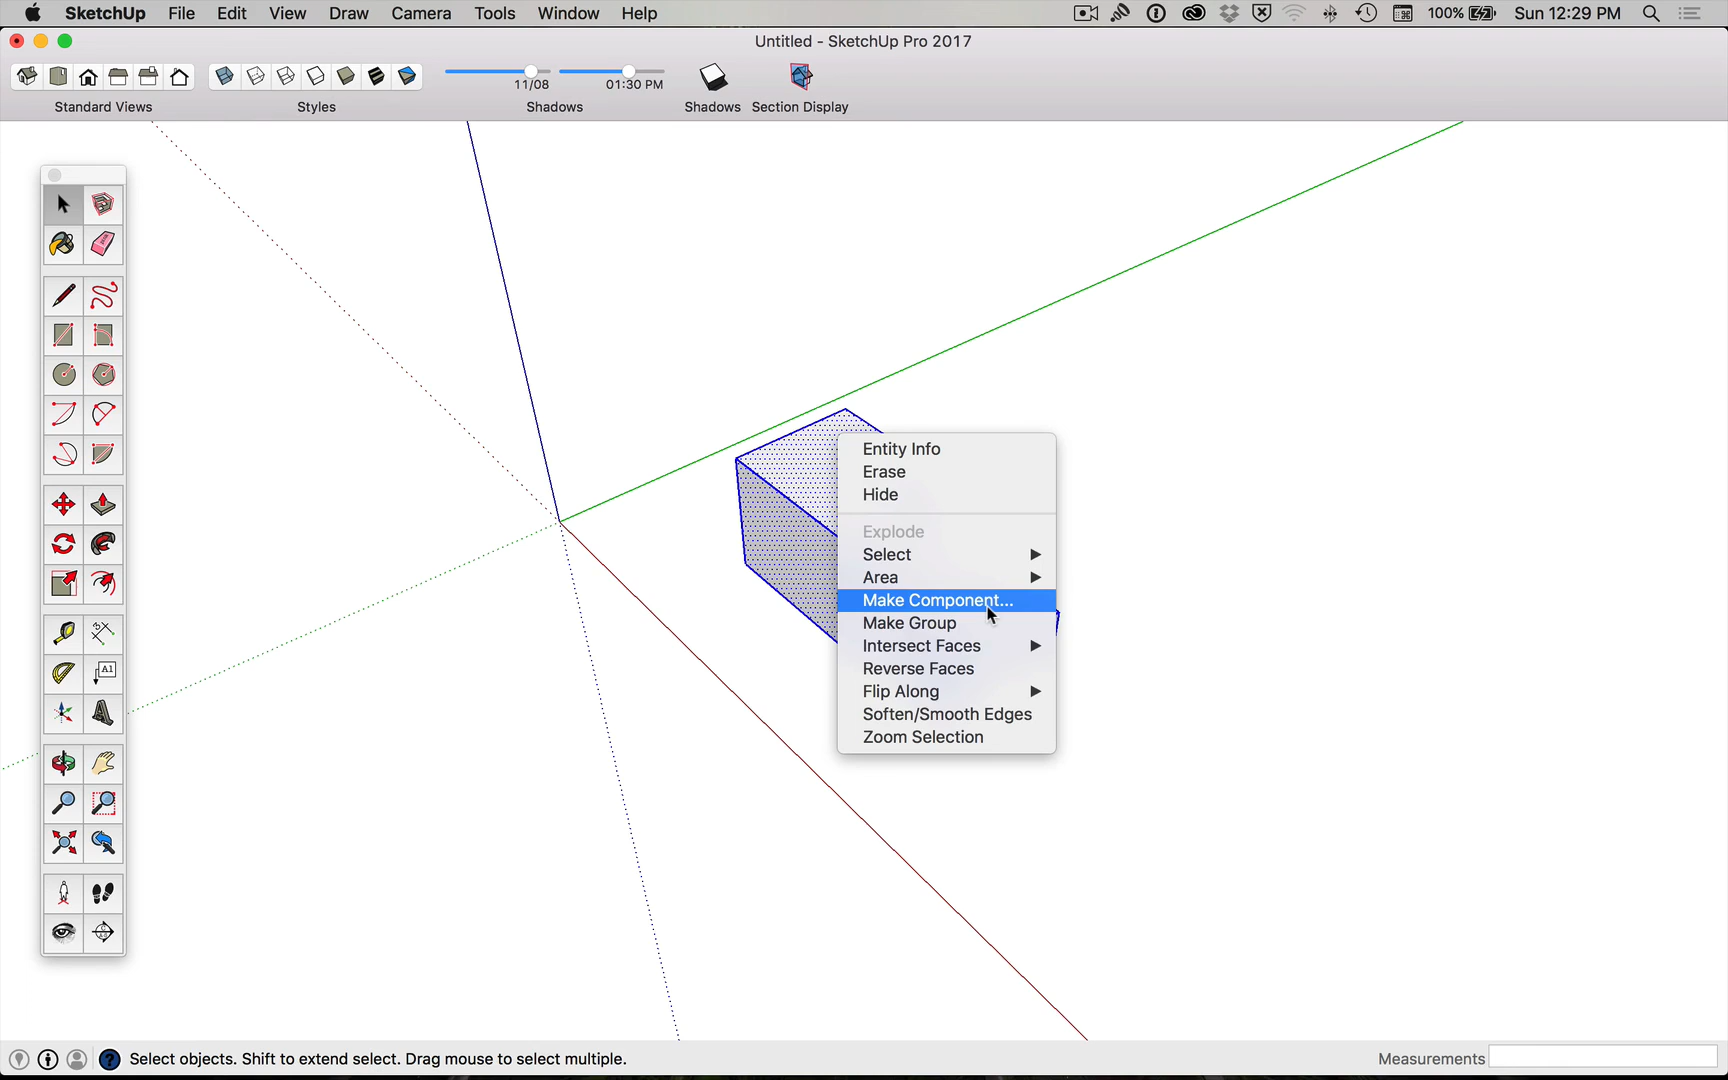 SketchUp File Edit View Draw Camera Tools Window Help 100% Sun 12:29 PM
Untitled - SketchUp Pro 2017
11/08 01:30 PM
Standard Views Styles Shadows Shadows Section Display
Entity Info
Erase
Hide
Explode
Select
Area
Make Component...
Make Group
Intersect Faces
Reverse Faces
Flip Along
Soften/Smooth Edges
Zoom Selection
A1
Select objects. Shift to extend select. Drag mouse to select multiple. Measurements